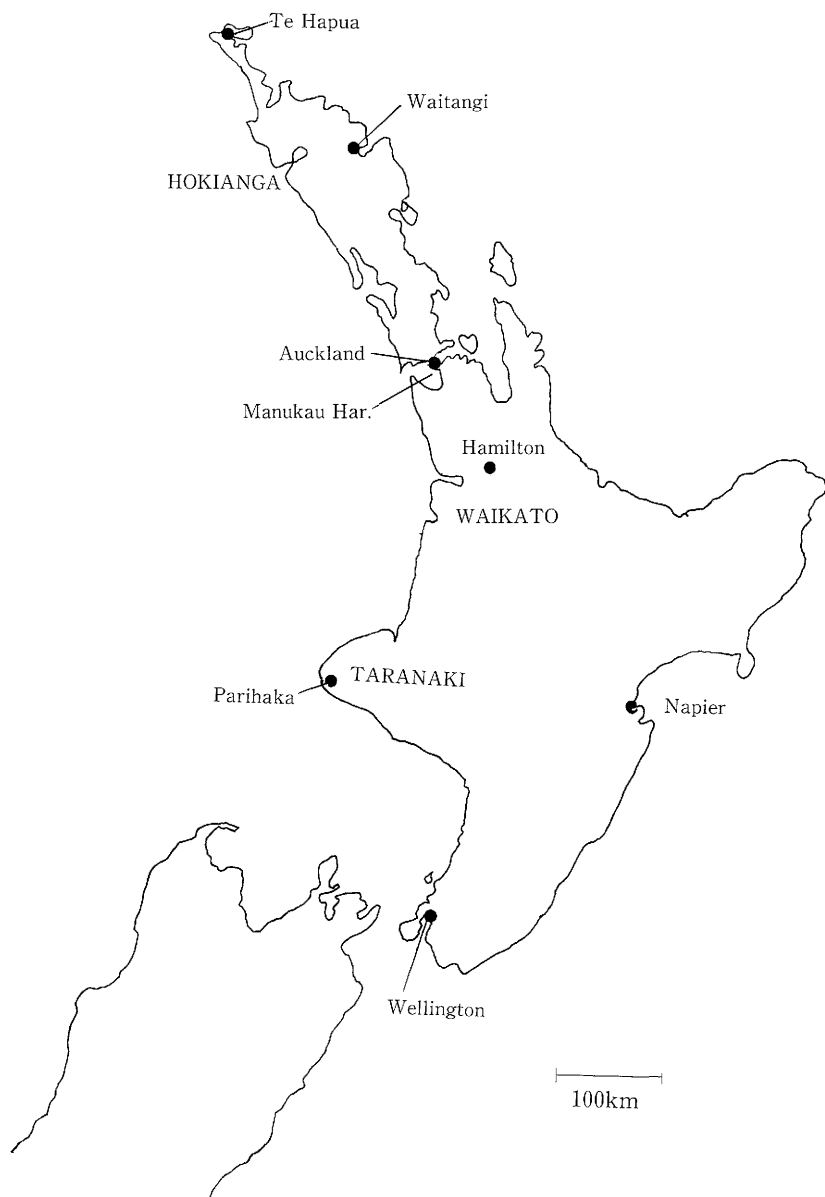 Te Hapua
Waitangi
HOKIANGA
Auckland
Manukau Har.
Hamilton
WAIKATO
TARANAKI
Parihaka
Napier
Wellington
100km